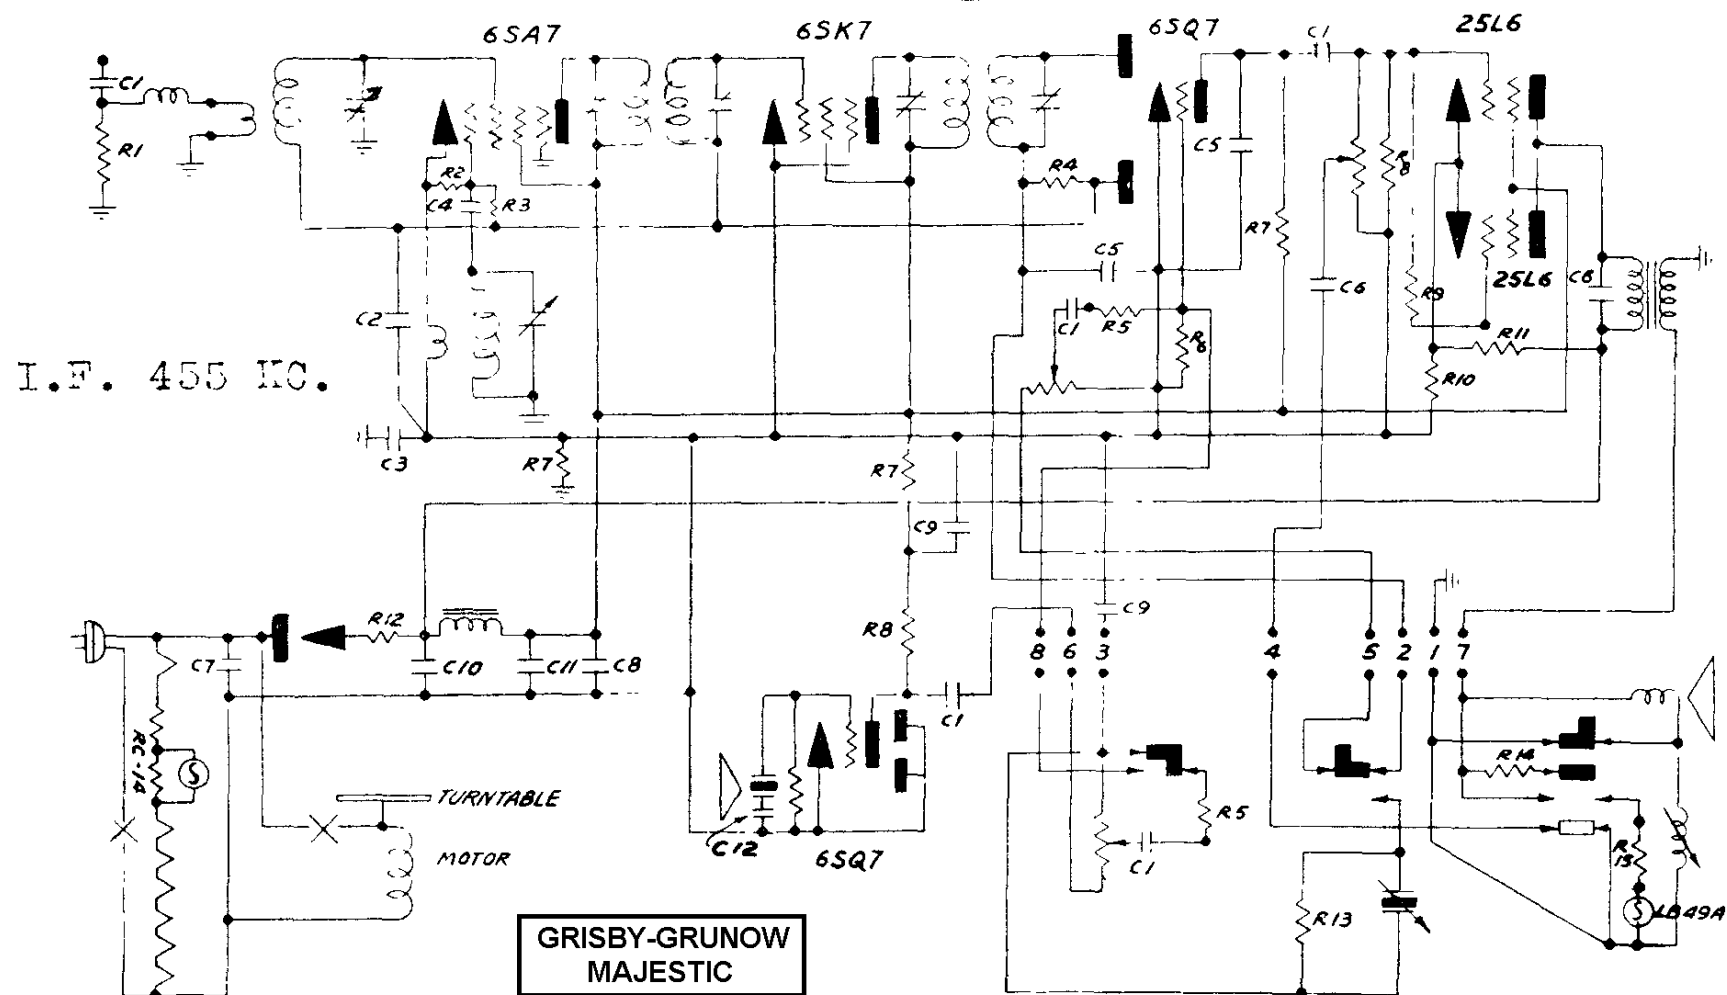 6SA7
6SK7
6SQ7
C1
25L6
C1
R1
R2
C4
R3
R4
C5
R8
R7
C5
C6
25L6
C8
R9
C2
C1
R5
R6
R11
I.F. 455 KC.
R10
C3
R7
R7
C9
C9
R12
R8
C7
C10
C11
C8
8
6
3
4
5
2
1
7
C1
RC-14
R14
TURNTABLE
R5
C12
6SQ7
C1
MOTOR
R15
R13
LB49A
GRISBY-GRUNOW
MAJESTIC